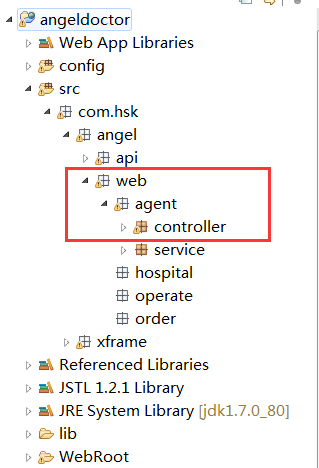 angeldoctor
Web App Libraries
config
src
com.hsk
angel
api
web
agent
controller
service
hospital
operate
order
xframe
Referenced Libraries
JSTL 1.2.1 Library
JRE System Library [jdk1.7.0_80]
lib
WebRoot